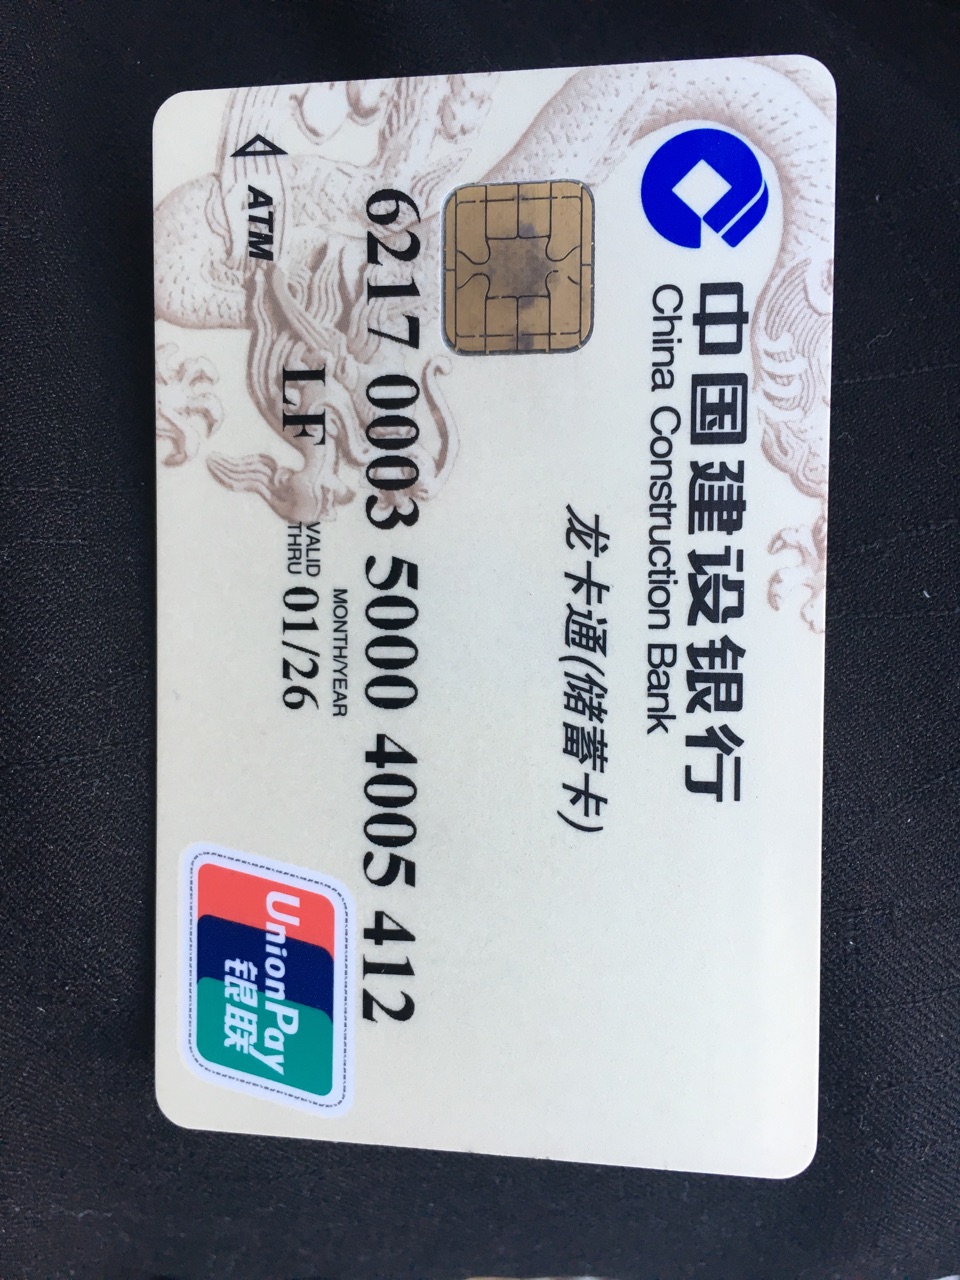 中国建设银行
China Construction Bank
龙卡通(储蓄卡)
6217 0003 5000 4005 412
MONTH/YEAR
LF
VALID
THRU 01/26
ATM
UnionPay
银联